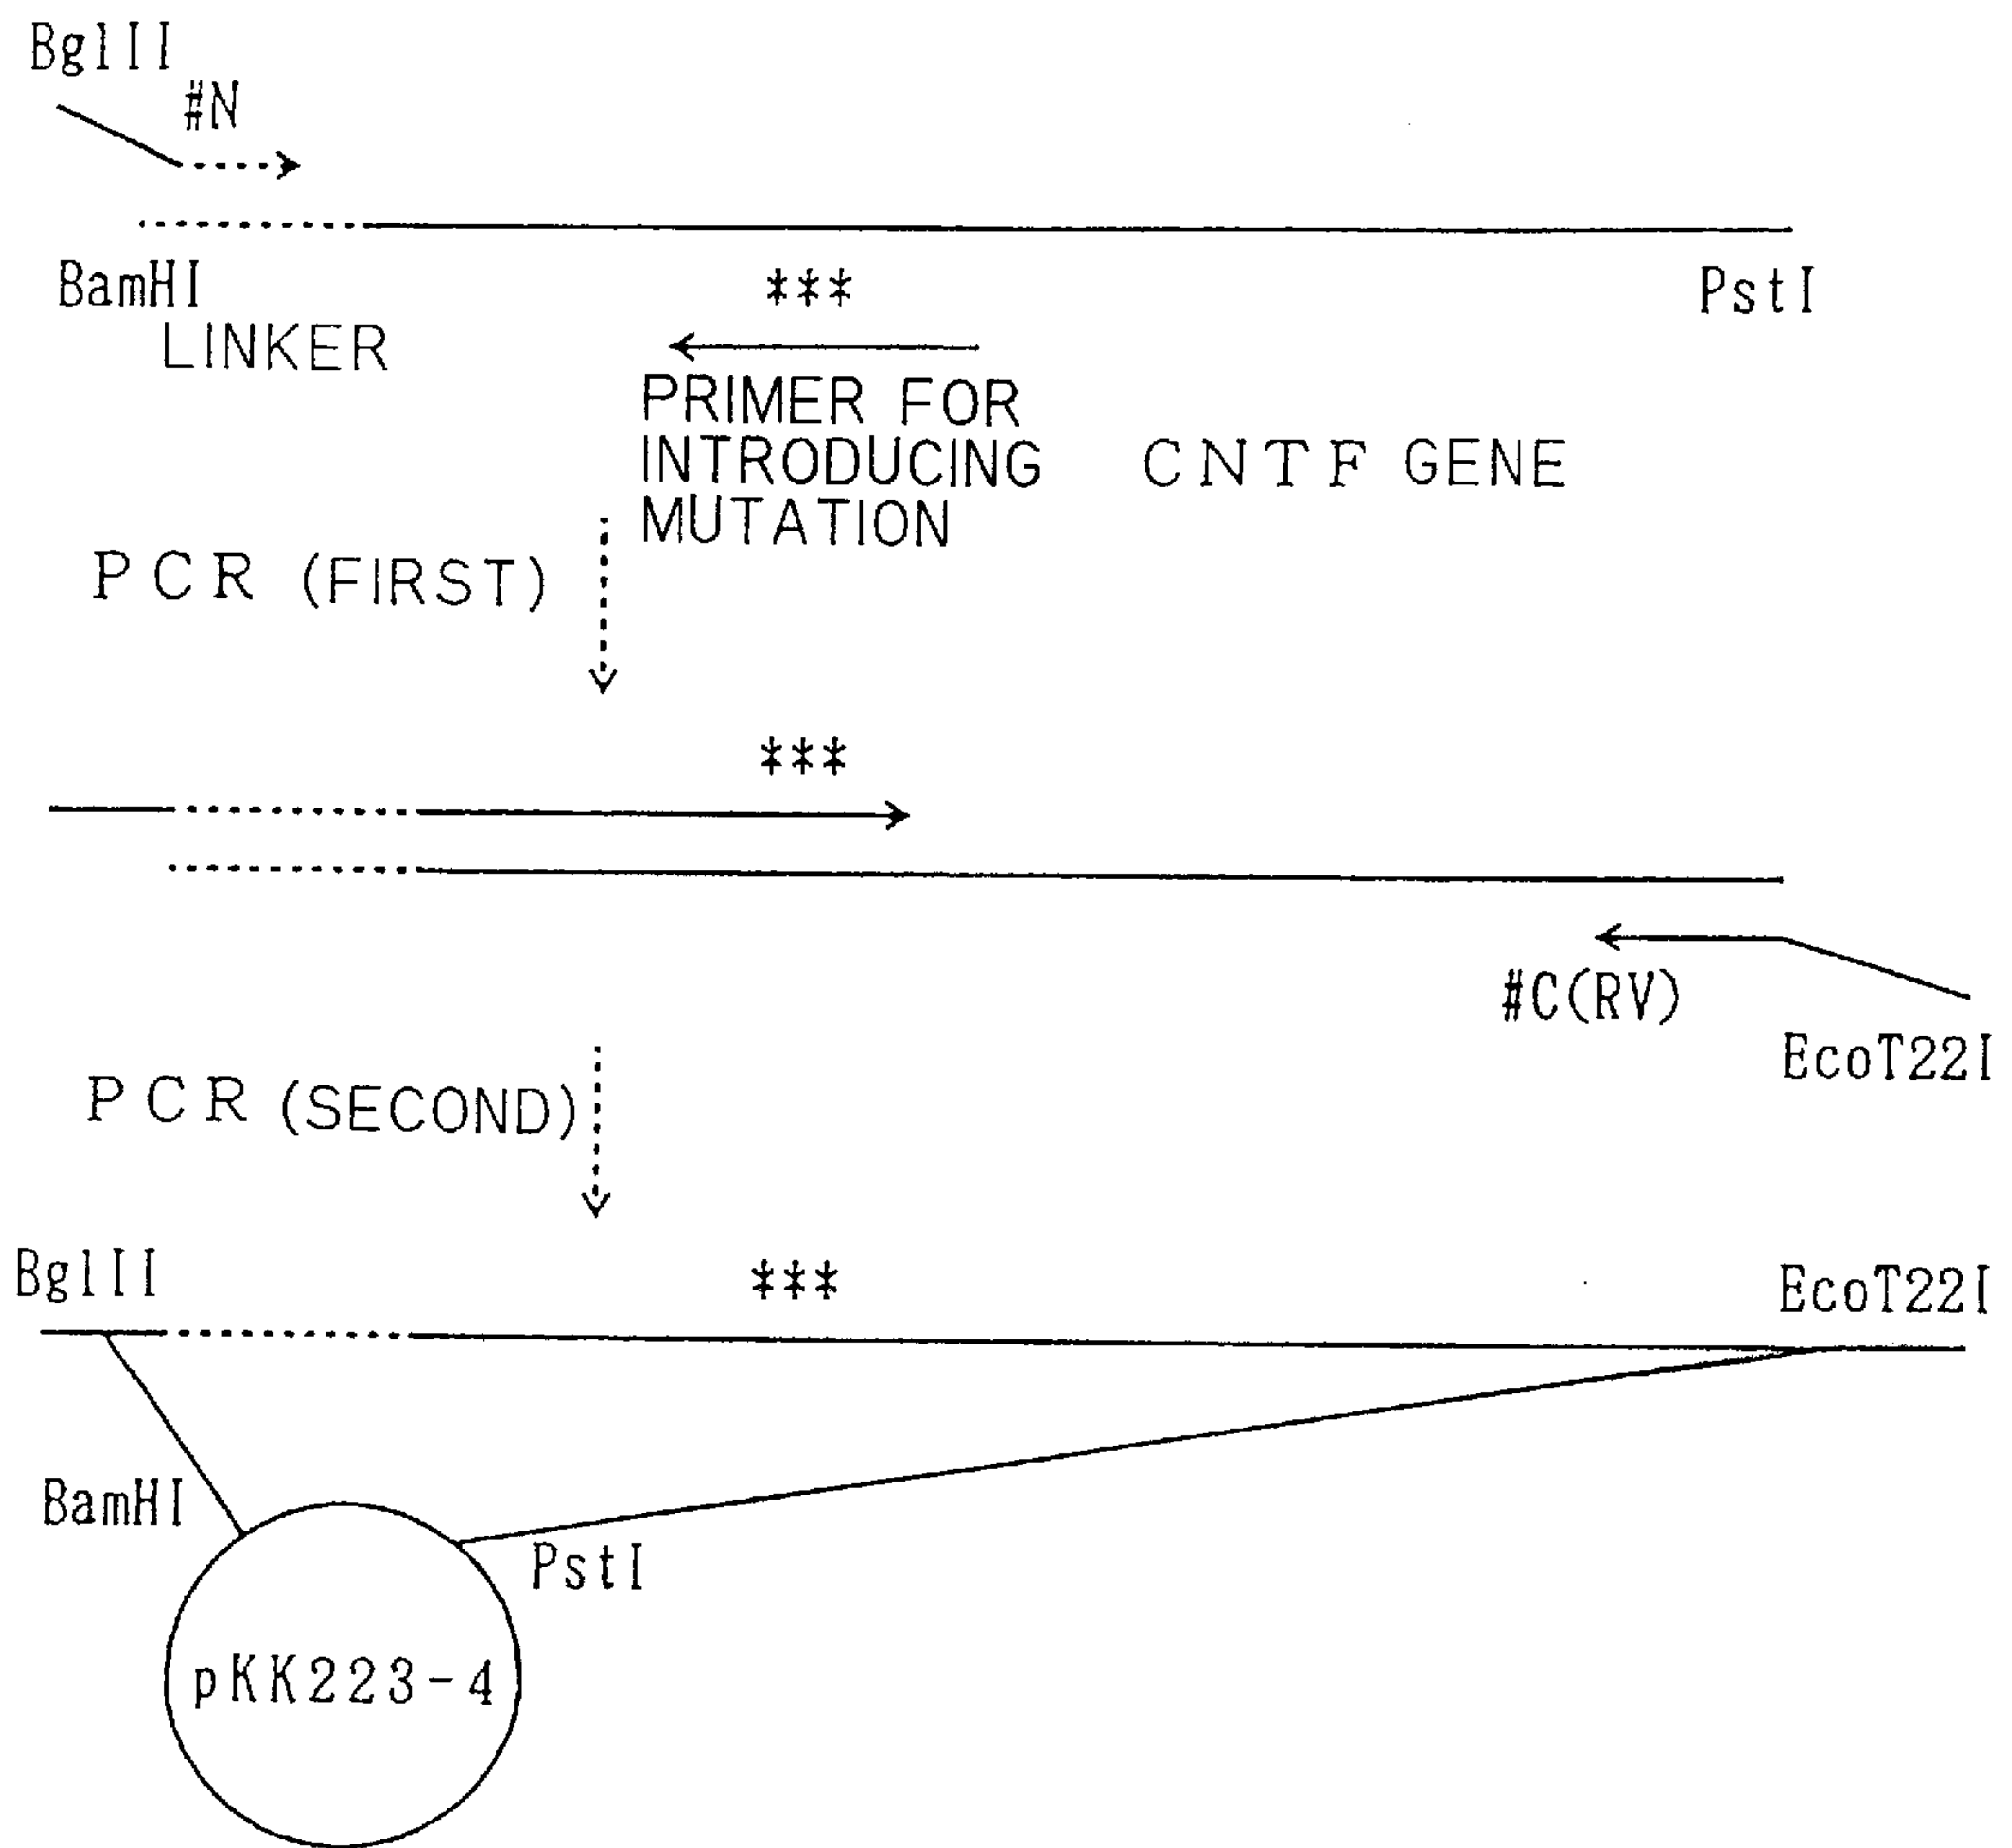 BglII
#N
BamHI
LINKER
***
PstI
PRIMER FOR
INTRODUCING
MUTATION
CNTF GENE
PCR (FIRST)
***
#C(RV)
EcoT22I
PCR (SECOND)
BglII
***
EcoT22I
BamHI
PstI
pKK223-4